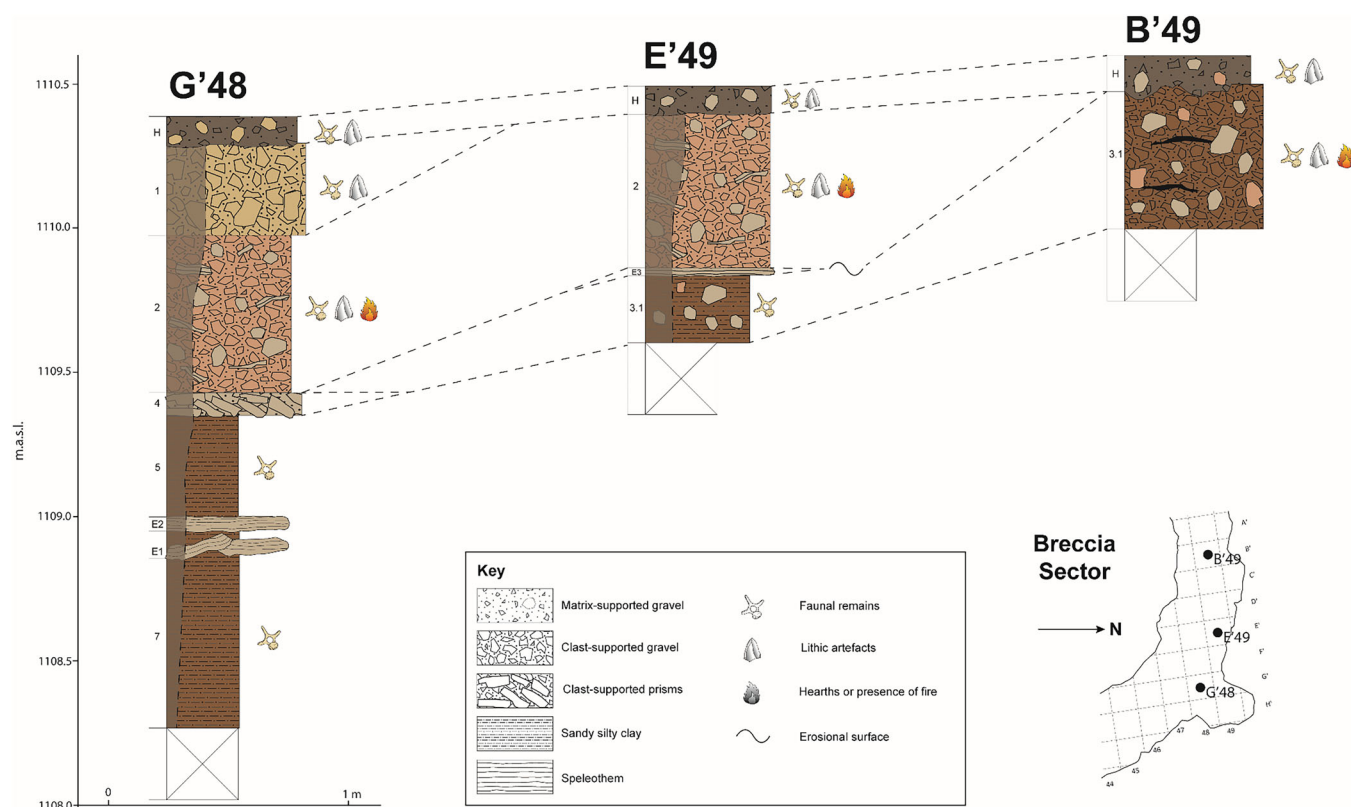 G'48
E'49
B'49
1110.5
1110.0
1109.5
1109.0
1108.5
1108.0
m.a.s.l.
H
1
2
4
5
E2
E1
7
H
2
E3
3.1
H
3.1
0
1 m
Key
Matrix-supported gravel
Clast-supported gravel
Clast-supported prisms
Sandy silty clay
Speleothem
Faunal remains
Lithic artefacts
Hearths or presence of fire
Erosional surface
Breccia
Sector
N
A'
B'
C'
D'
E'
F'
G'
H'
B'49
E'49
G'48
44
45
46
47
48
49